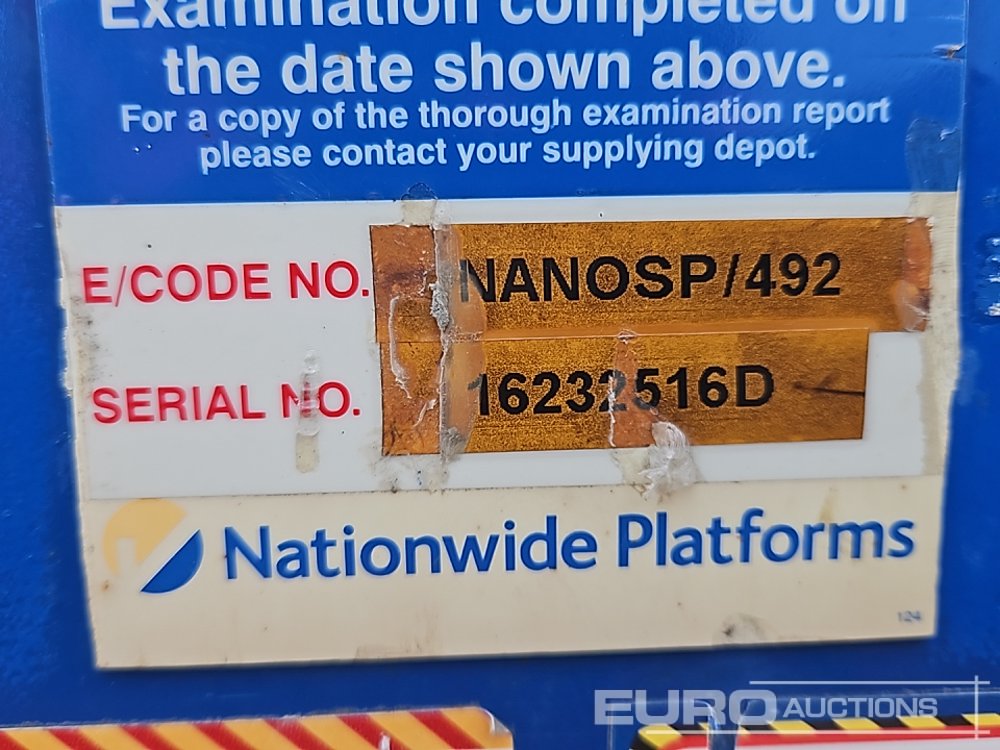 Examination completed on
the date shown above.
For a copy of the thorough examination report
please contact your supplying depot.
E/CODE NO. NANOSP/492
SERIAL NO. 16232516D
Nationwide Platforms
124
EURO AUCTIONS